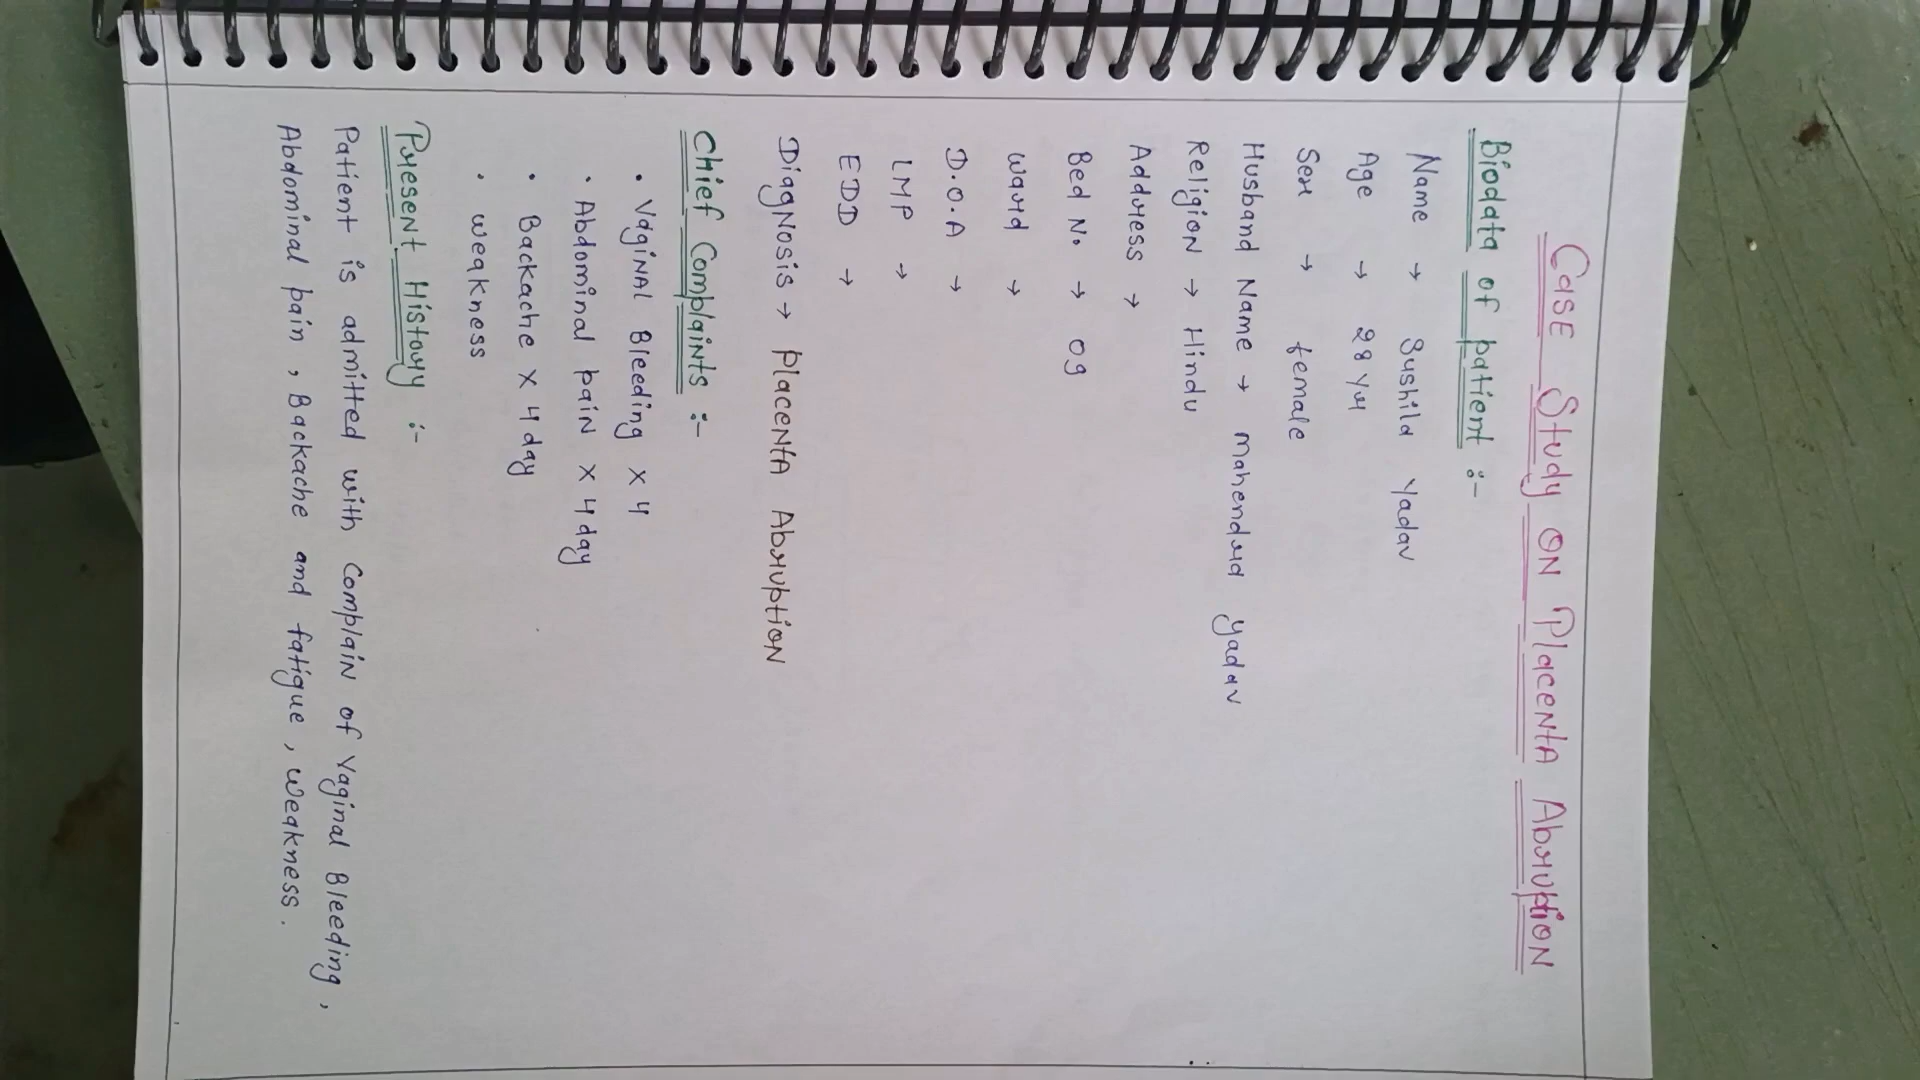 Case Study on Placenta Abruption
Biodata of patient :-
Name → Sushila Yadav
Age → 28 yr
Sex → female
Husband Name → Mahendra yadav
Religion → Hindu
Address →
Bed No. → 09
Ward →
D.O.A →
LMP →
EDD →
Diagnosis → Placenta Abruption
Chief Complaints :-
• Vaginal Bleeding x 4
• Abdominal pain x 4 day
• Backache x 4 day
• weakness
Present History :-
Patient is admitted with complain of Vaginal Bleeding,
Abdominal pain, Backache and fatigue, weakness.